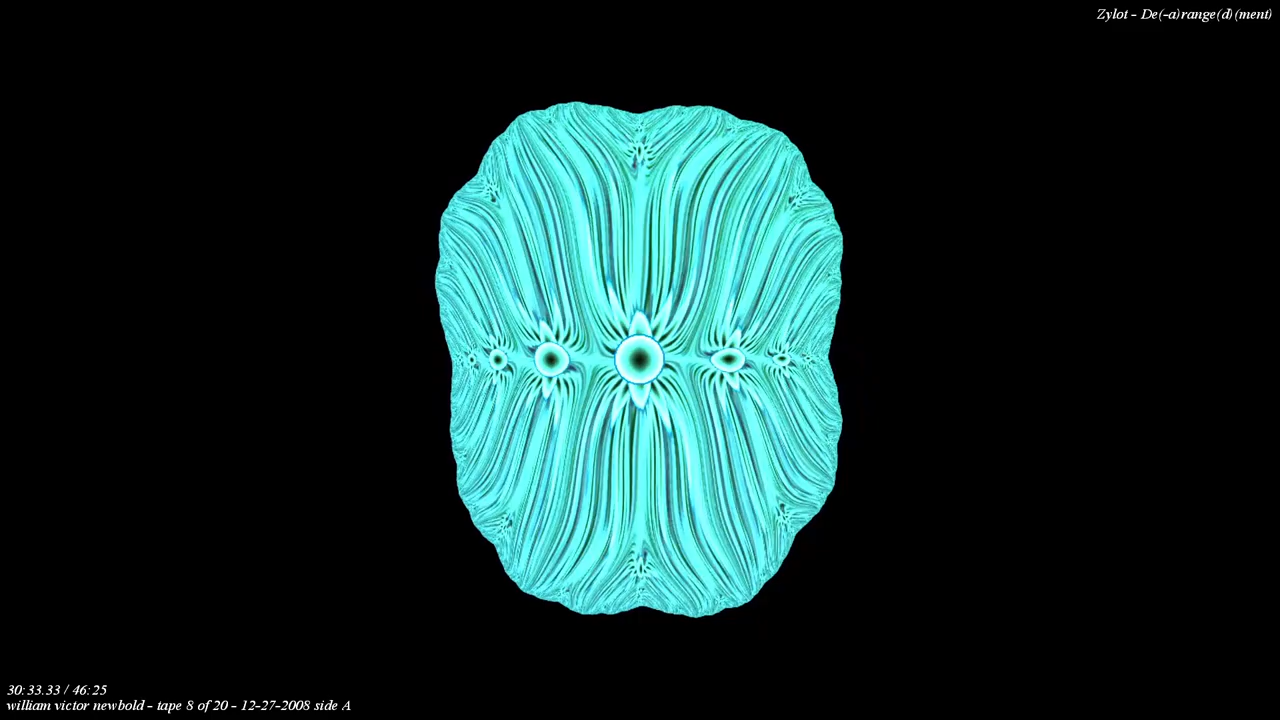 Zylot - De(-a)range(d)(ment)
30:33.33 / 46:25
william victor newbold - tape 8 of 20 - 12-27-2008 side A